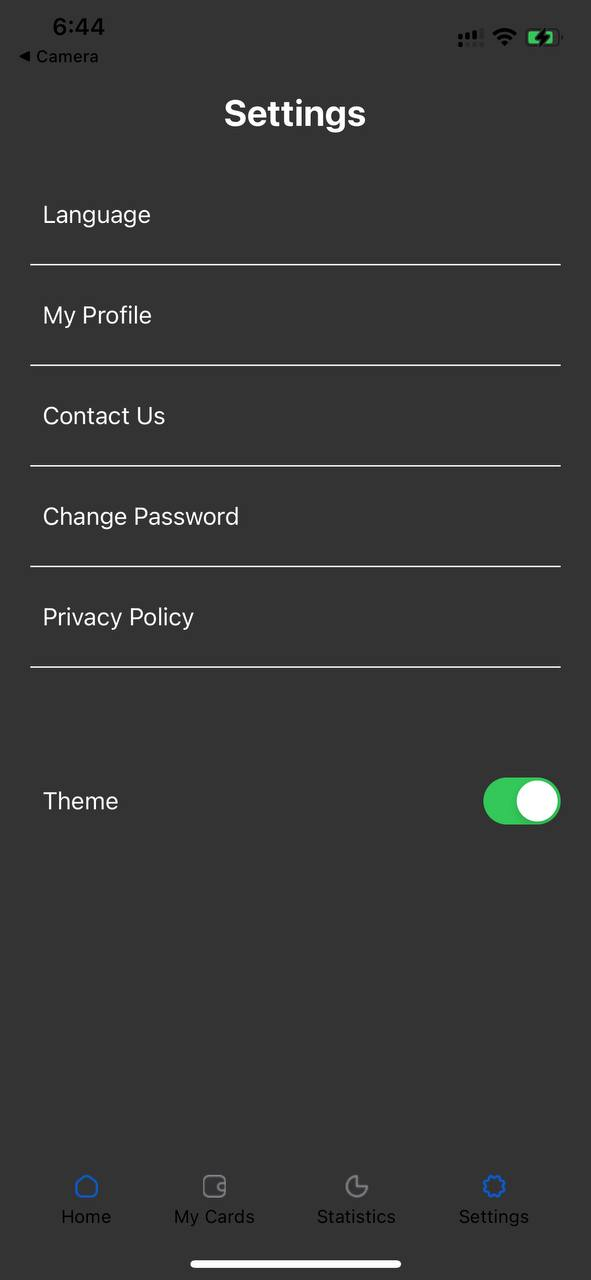 6:44
◀ Camera
Settings
Language
My Profile
Contact Us
Change Password
Privacy Policy
Theme
Home
My Cards
Statistics
Settings